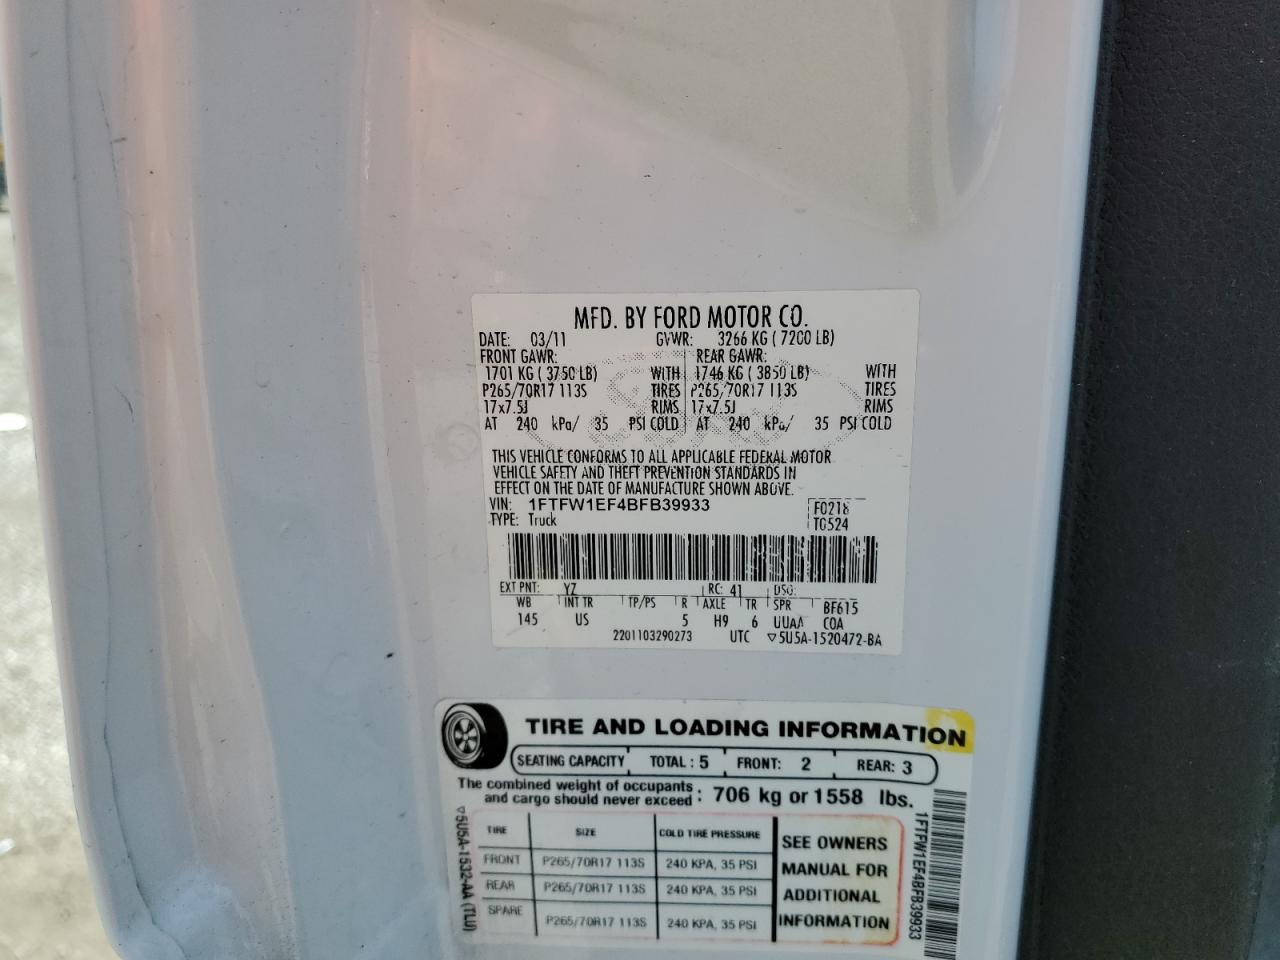 MFD. BY FORD MOTOR CO.
DATE: 03/11 GVWR: 3266 KG ( 7200 LB)
FRONT GAWR: REAR GAWR:
1701 KG ( 3750 LB) WITH 1746 KG ( 3850 LB) WITH
P265/70R17 113S TIRES P265/70R17 113S TIRES
17x7.5J RIMS 17x7.5J RIMS
AT 240 kPa/ 35 PSI COLD AT 240 kPa/ 35 PSI COLD
THIS VEHICLE CONFORMS TO ALL APPLICABLE FEDERAL MOTOR
VEHICLE SAFETY AND THEFT PREVENTION STANDARDS IN
EFFECT ON THE DATE OF MANUFACTURE SHOWN ABOVE.
VIN: 1FTFW1EF4BFB39933 F0218
TYPE: Truck T0524
EXT PNT: YZ RC: 41 DSO:
WB INT TR TP/PS R AXLE TR SPR BF615
145 US 5 H9 6 UUAA COA
2201103290273 UTC ▽5U5A-1520472-BA
TIRE AND LOADING INFORMATION
SEATING CAPACITY TOTAL : 5 FRONT: 2 REAR: 3
The combined weight of occupants
and cargo should never exceed : 706 kg or 1558 lbs.
TIRE SIZE COLD TIRE PRESSURE
FRONT P265/70R17 113S 240 KPA, 35 PSI
REAR P265/70R17 113S 240 KPA, 35 PSI
SPARE P265/70R17 113S 240 KPA, 35 PSI
SEE OWNERS
MANUAL FOR
ADDITIONAL
INFORMATION
▽5U5A-1532-AA (TLU)
1FTFW1EF4BFB39933